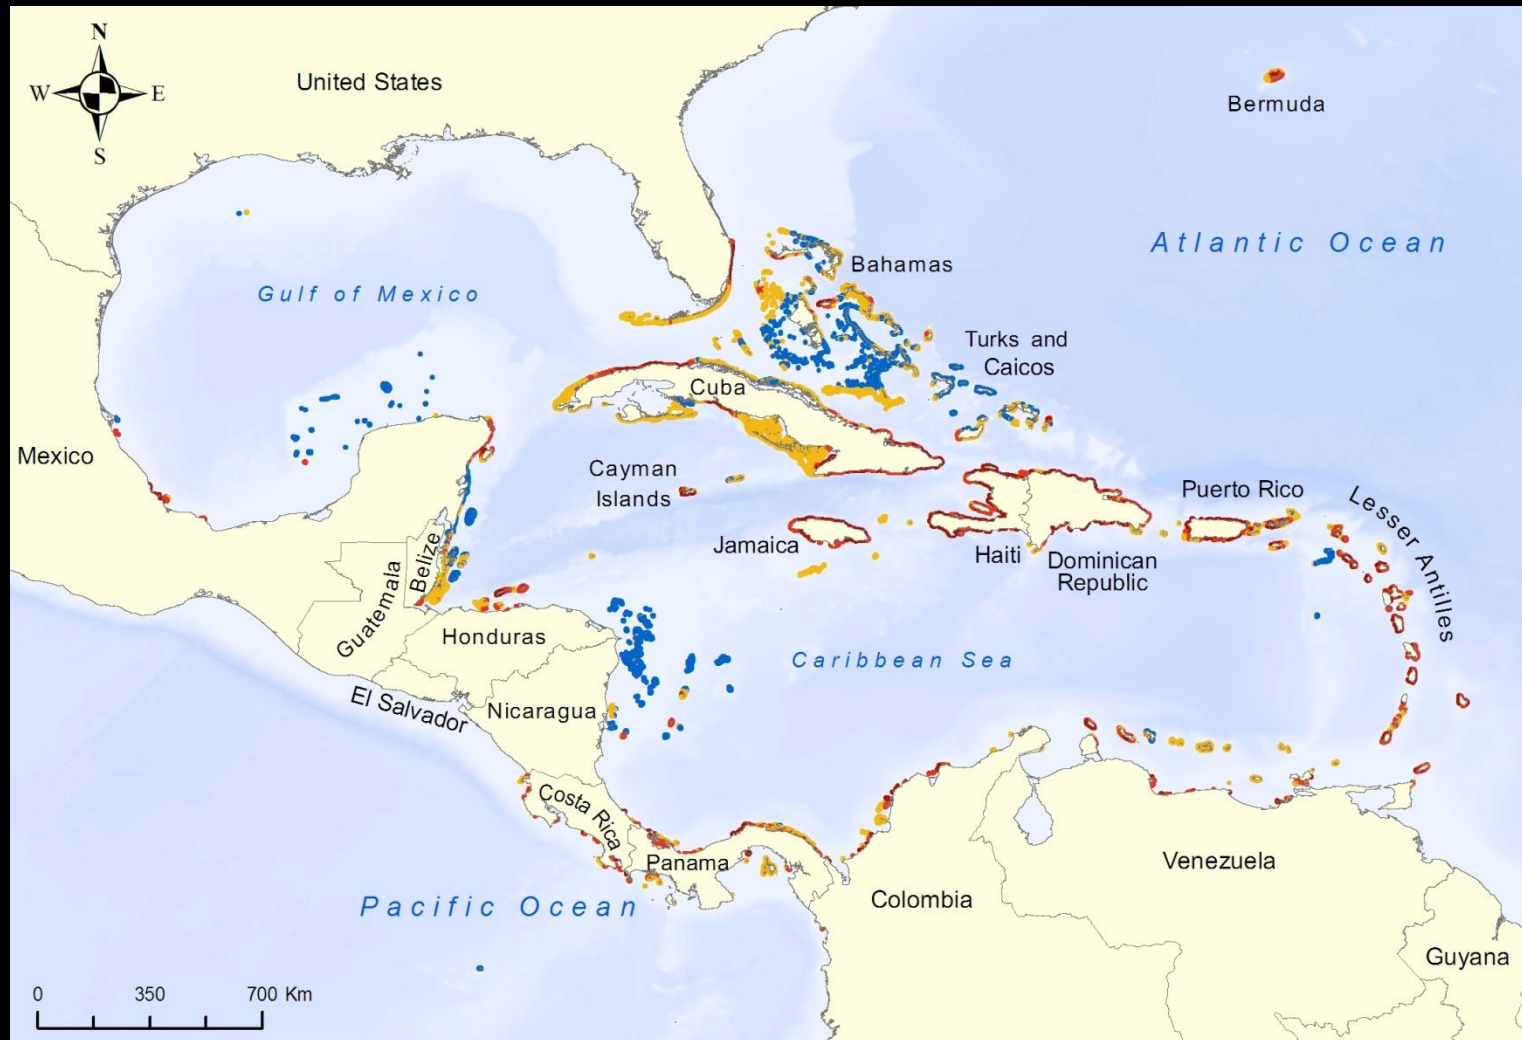 N
W E
S
United States
Bermuda
Atlantic Ocean
Bahamas
Gulf of Mexico
Turks and
Caicos
Cuba
Mexico
Cayman
Islands
Puerto Rico
Lesser Antilles
Jamaica
Haiti
Dominican
Republic
Belize
Guatemala
Honduras
Caribbean Sea
El Salvador
Nicaragua
Costa Rica
Panama
Venezuela
Colombia
Pacific Ocean
Guyana
0 350 700 Km